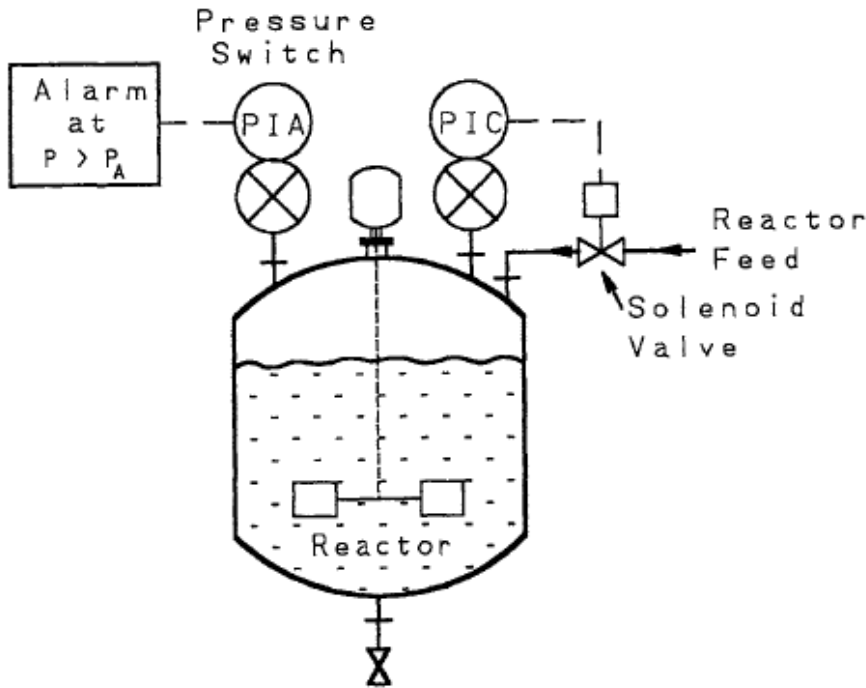 Pressure
Switch
Alarm
at
P > P_A
PIA
PIC
Reactor
Feed
Solenoid
Valve
Reactor